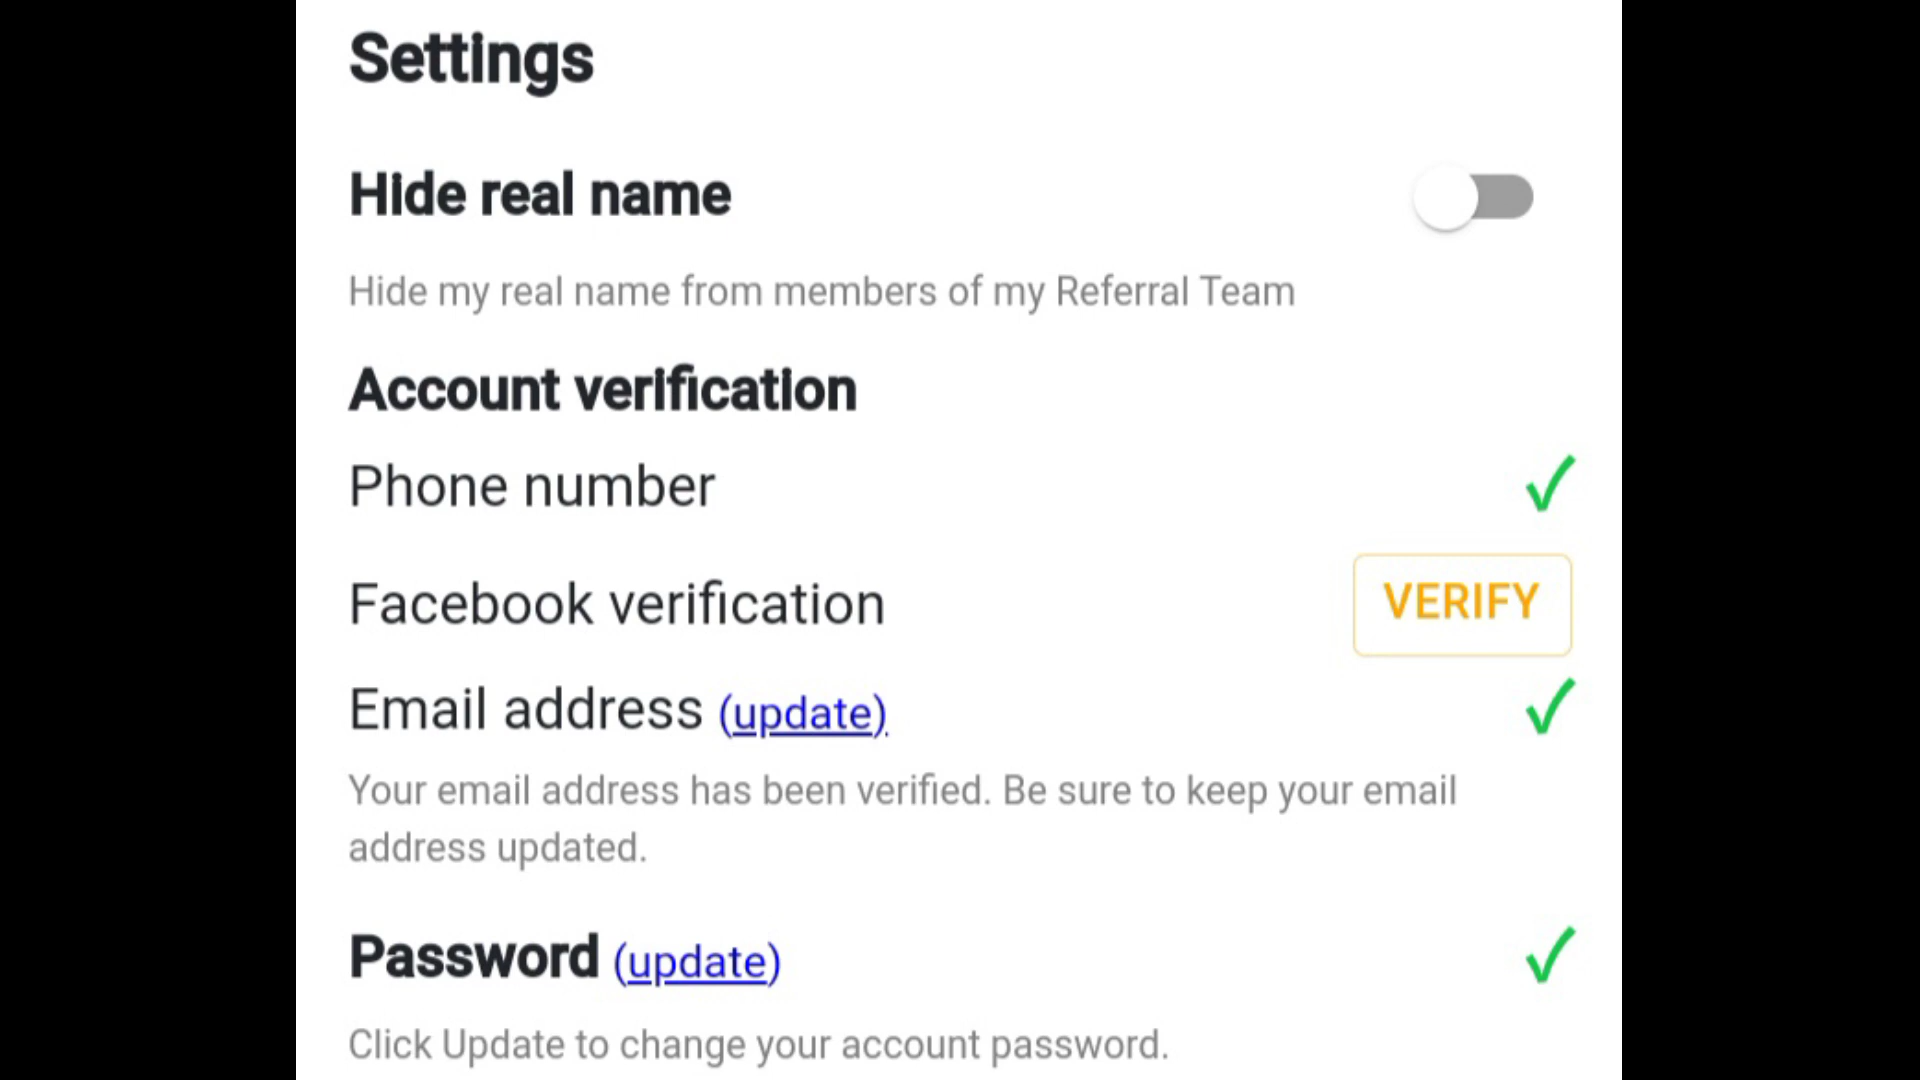 Settings
Hide real name
Hide my real name from members of my Referral Team
Account verification
Phone number
Facebook verification VERIFY
Email address (update)
Your email address has been verified. Be sure to keep your email
address updated.
Password (update)
Click Update to change your account password.